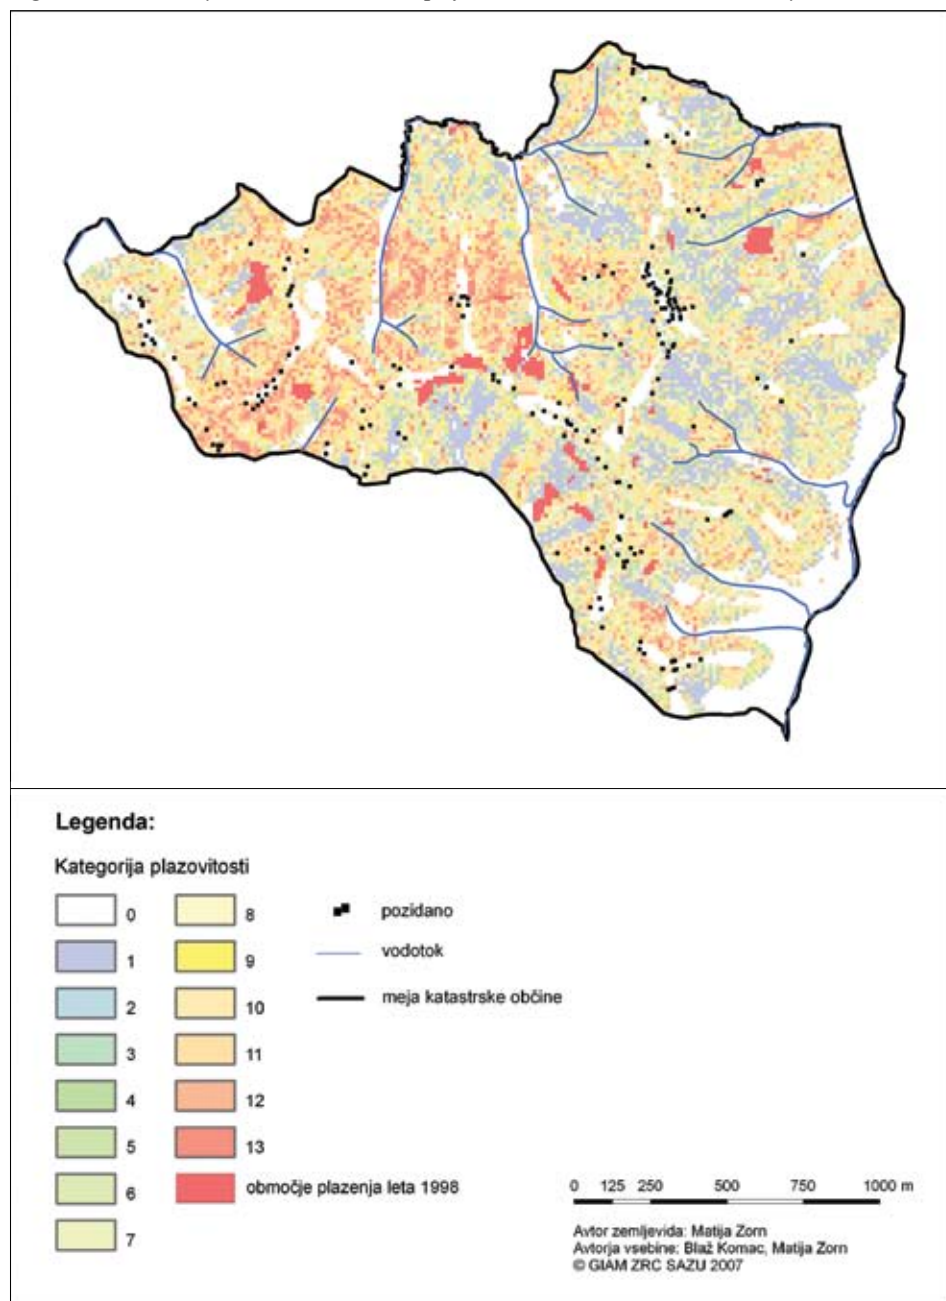 Legenda:
Kategorija plazovitosti
0
1
2
3
4
5
6
7
8
9
10
11
12
13
območje plazenja leta 1998
pozidano
vodotok
meja katastrske občine
0 125 250 500 750 1000 m
Avtor zemljevida: Matija Zorn
Avtorja vsebine: Blaž Komac, Matija Zorn
© GIAM ZRC SAZU 2007